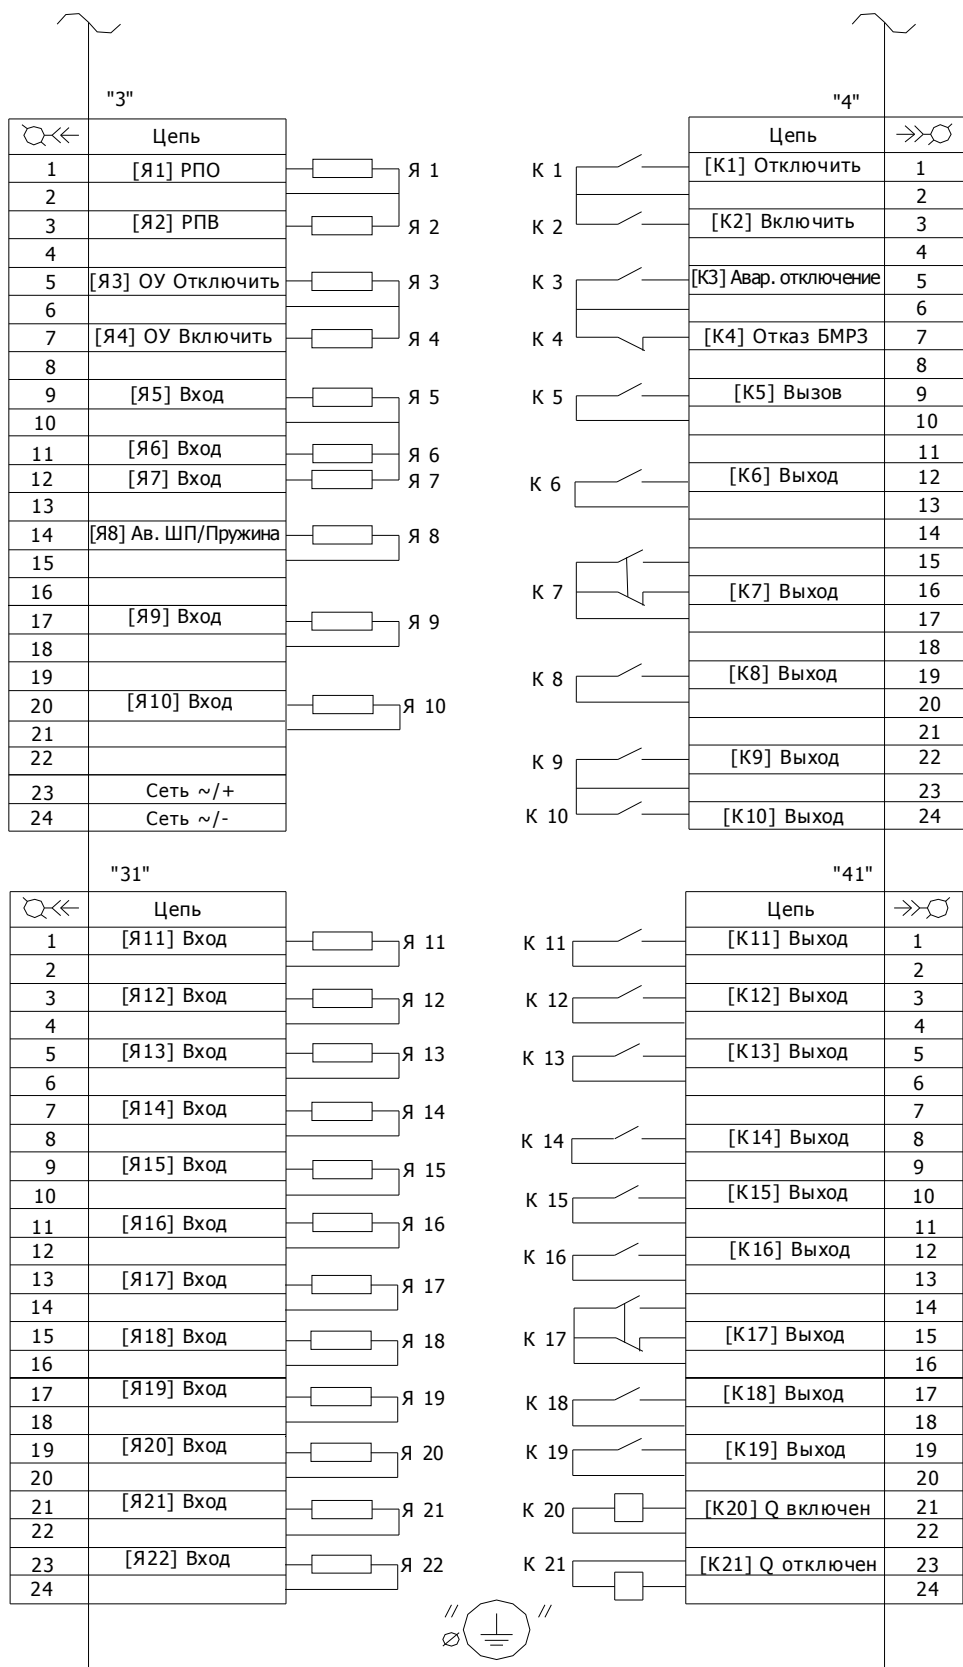 "3"
Цепь
1 [Я1] РПО Я 1
2
3 [Я2] РПВ Я 2
4
5 [Я3] ОУ Отключить Я 3
6
7 [Я4] ОУ Включить Я 4
8
9 [Я5] Вход Я 5
10
11 [Я6] Вход Я 6
12 [Я7] Вход Я 7
13
14 [Я8] Ав. ШП/Пружина Я 8
15
16
17 [Я9] Вход Я 9
18
19
20 [Я10] Вход Я 10
21
22
23 Сеть ~/+
24 Сеть ~/-
"4"
Цепь
К 1 [К1] Отключить 1
2
К 2 [К2] Включить 3
4
К 3 [К3] Авар. отключение 5
6
К 4 [К4] Отказ БМРЗ 7
8
К 5 [К5] Вызов 9
10
11
К 6 [К6] Выход 12
13
14
15
К 7 [К7] Выход 16
17
18
К 8 [К8] Выход 19
20
21
К 9 [К9] Выход 22
23
К 10 [К10] Выход 24
"31"
Цепь
1 [Я11] Вход Я 11
2
3 [Я12] Вход Я 12
4
5 [Я13] Вход Я 13
6
7 [Я14] Вход Я 14
8
9 [Я15] Вход Я 15
10
11 [Я16] Вход Я 16
12
13 [Я17] Вход Я 17
14
15 [Я18] Вход Я 18
16
17 [Я19] Вход Я 19
18
19 [Я20] Вход Я 20
20
21 [Я21] Вход Я 21
22
23 [Я22] Вход Я 22
24
"41"
Цепь
К 11 [К11] Выход 1
2
К 12 [К12] Выход 3
4
К 13 [К13] Выход 5
6
7
К 14 [К14] Выход 8
9
К 15 [К15] Выход 10
11
К 16 [К16] Выход 12
13
14
К 17 [К17] Выход 15
16
К 18 [К18] Выход 17
18
К 19 [К19] Выход 19
20
К 20 [К20] Q включен 21
22
К 21 [К21] Q отключен 23
24